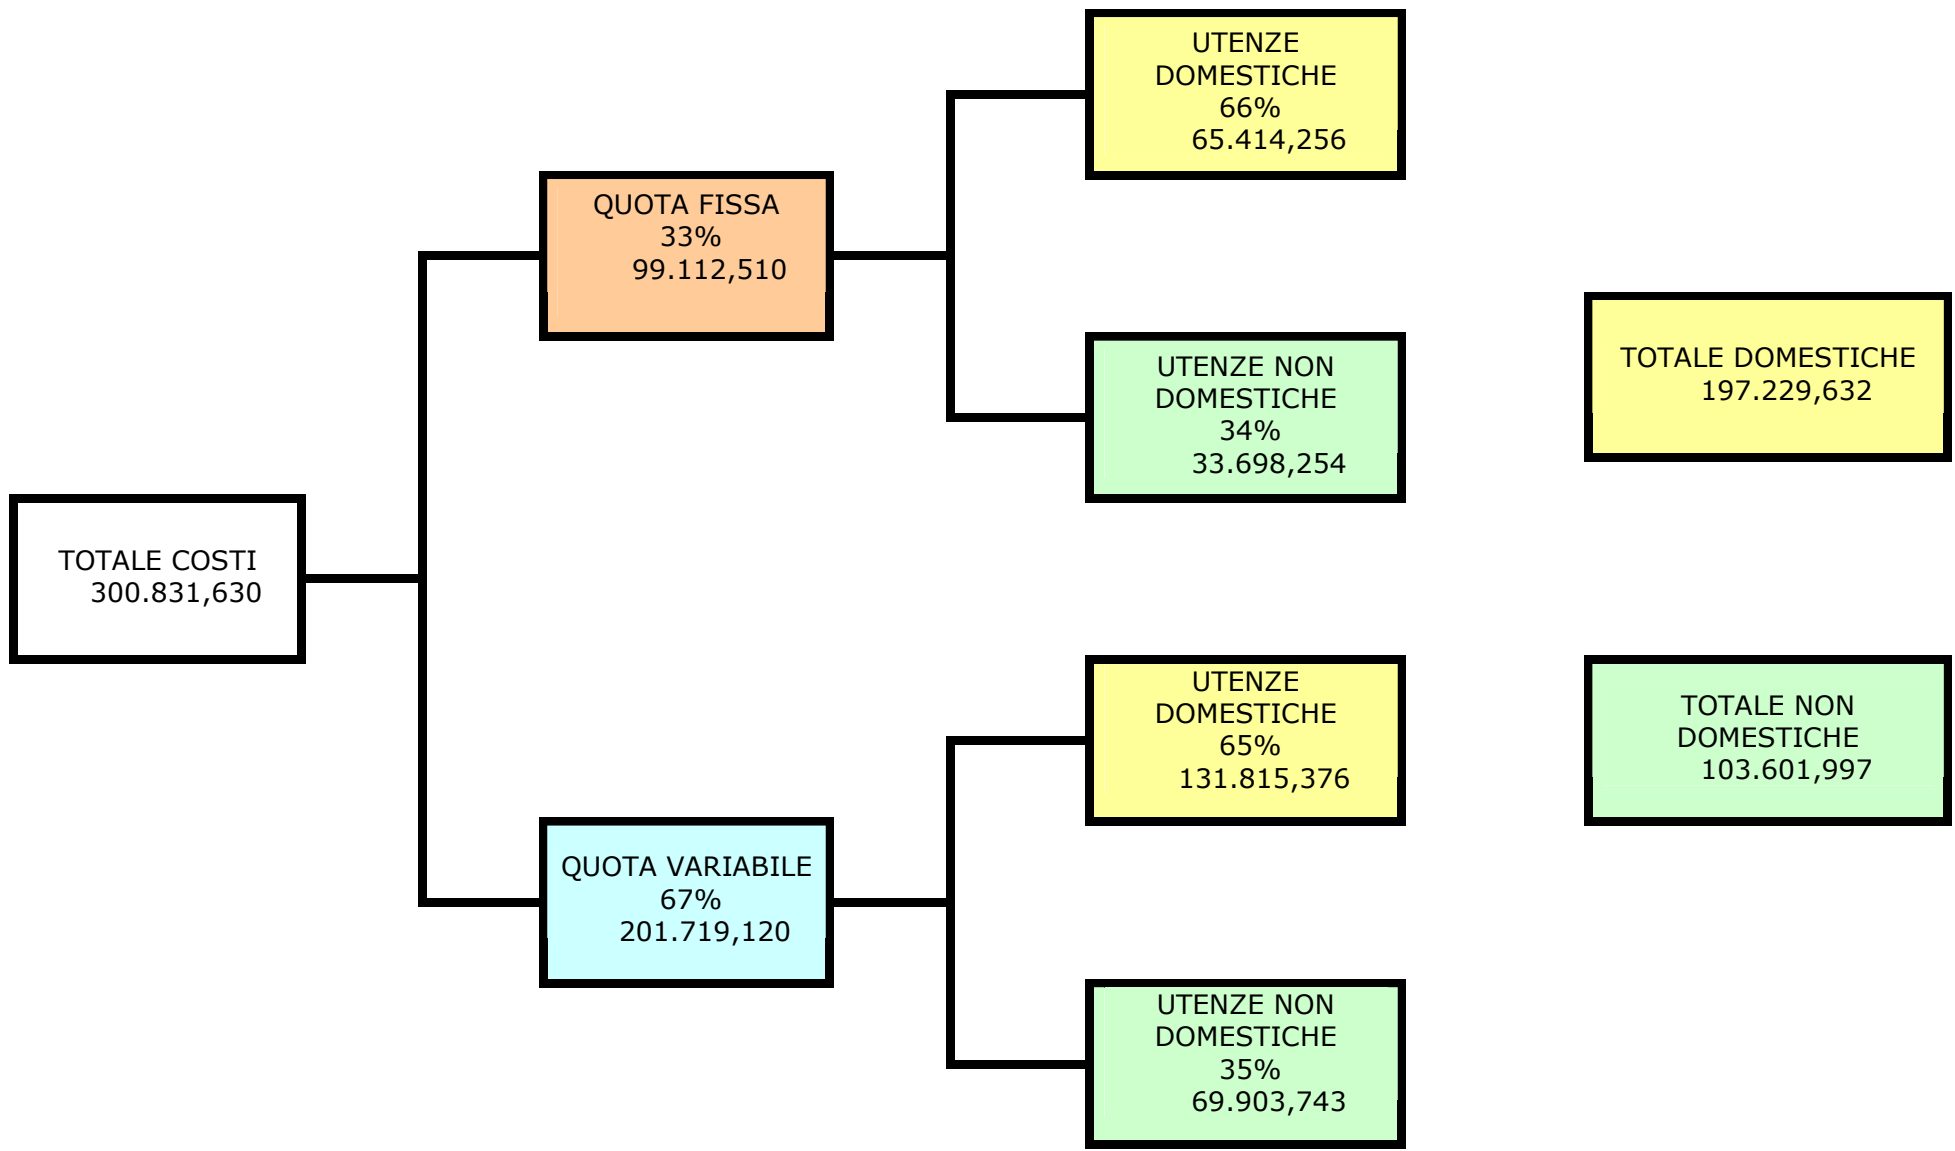 UTENZE
DOMESTICHE
66%
65.414,256
QUOTA FISSA
33%
99.112,510
UTENZE NON
DOMESTICHE
34%
33.698,254
TOTALE DOMESTICHE
197.229,632
TOTALE COSTI
300.831,630
UTENZE
DOMESTICHE
65%
131.815,376
TOTALE NON
DOMESTICHE
103.601,997
QUOTA VARIABILE
67%
201.719,120
UTENZE NON
DOMESTICHE
35%
69.903,743